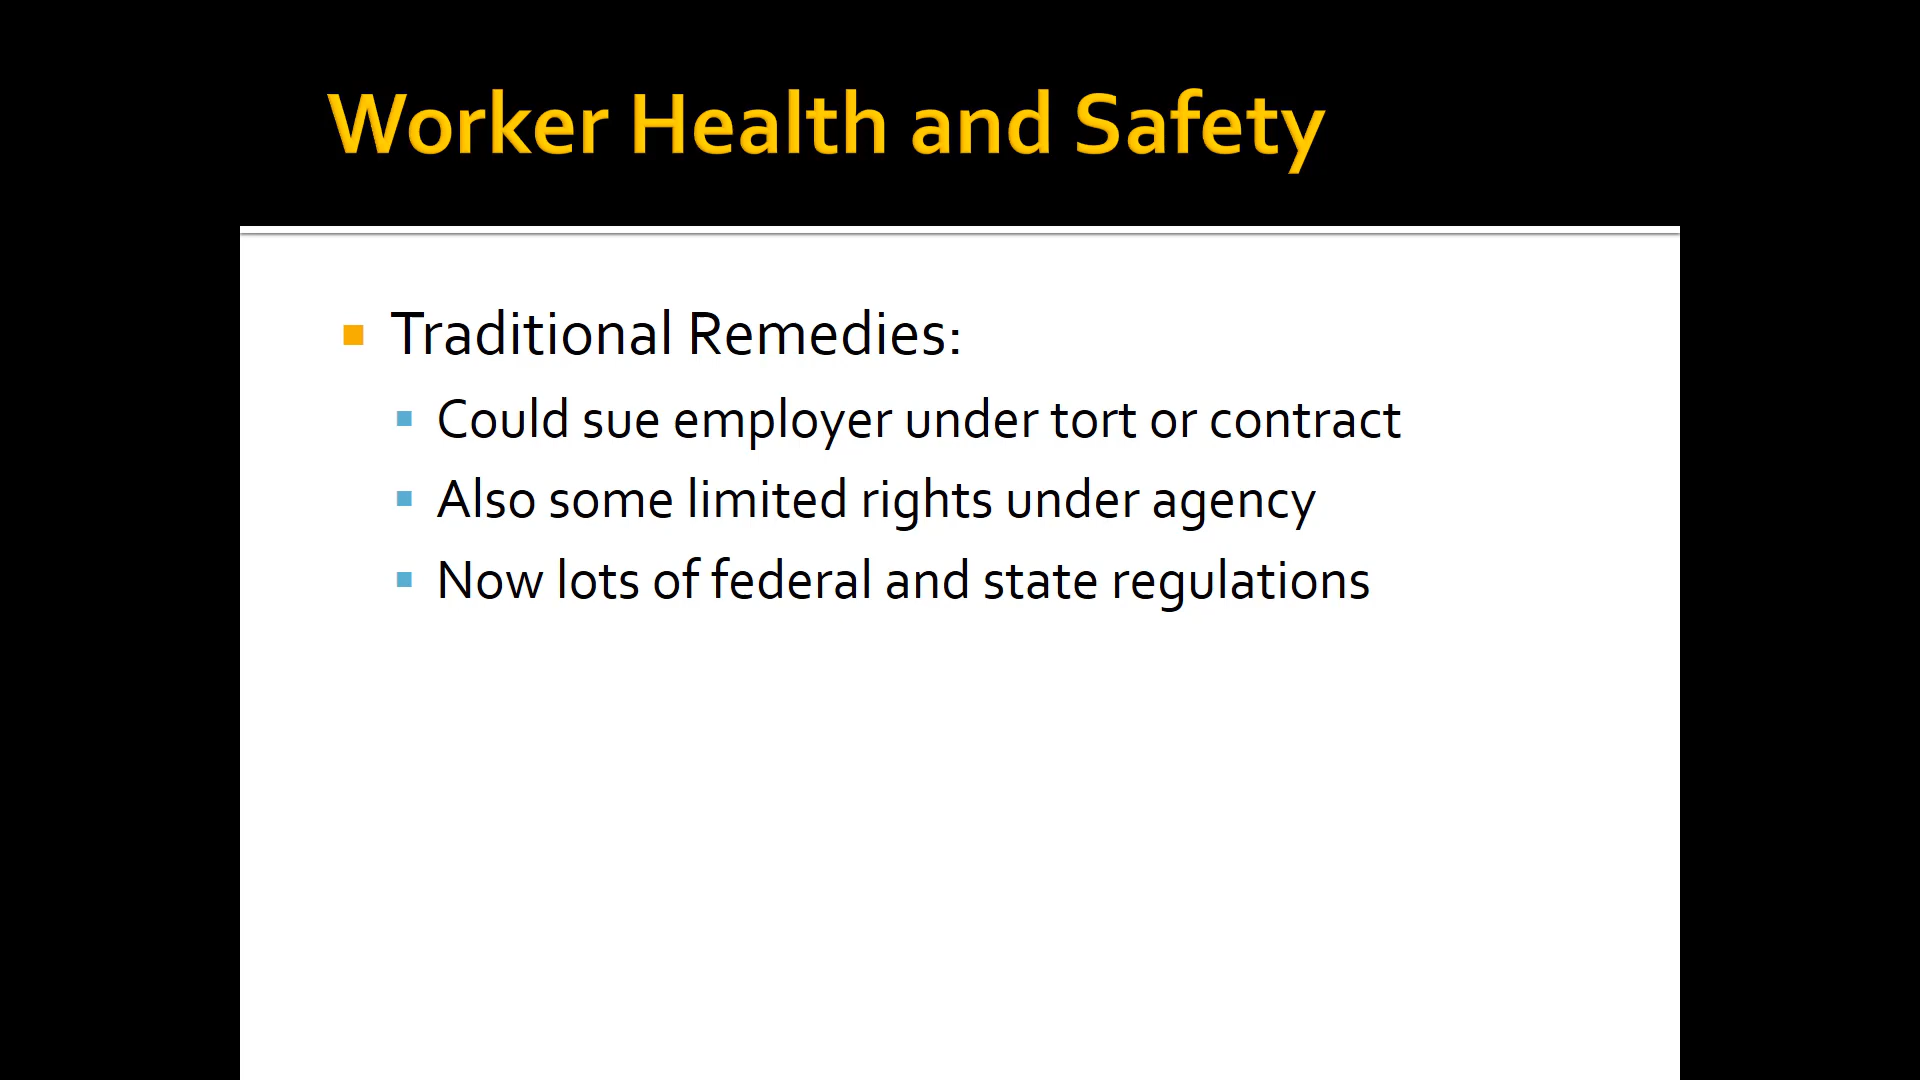 Worker Health and Safety
Traditional Remedies:
Could sue employer under tort or contract
Also some limited rights under agency
Now lots of federal and state regulations